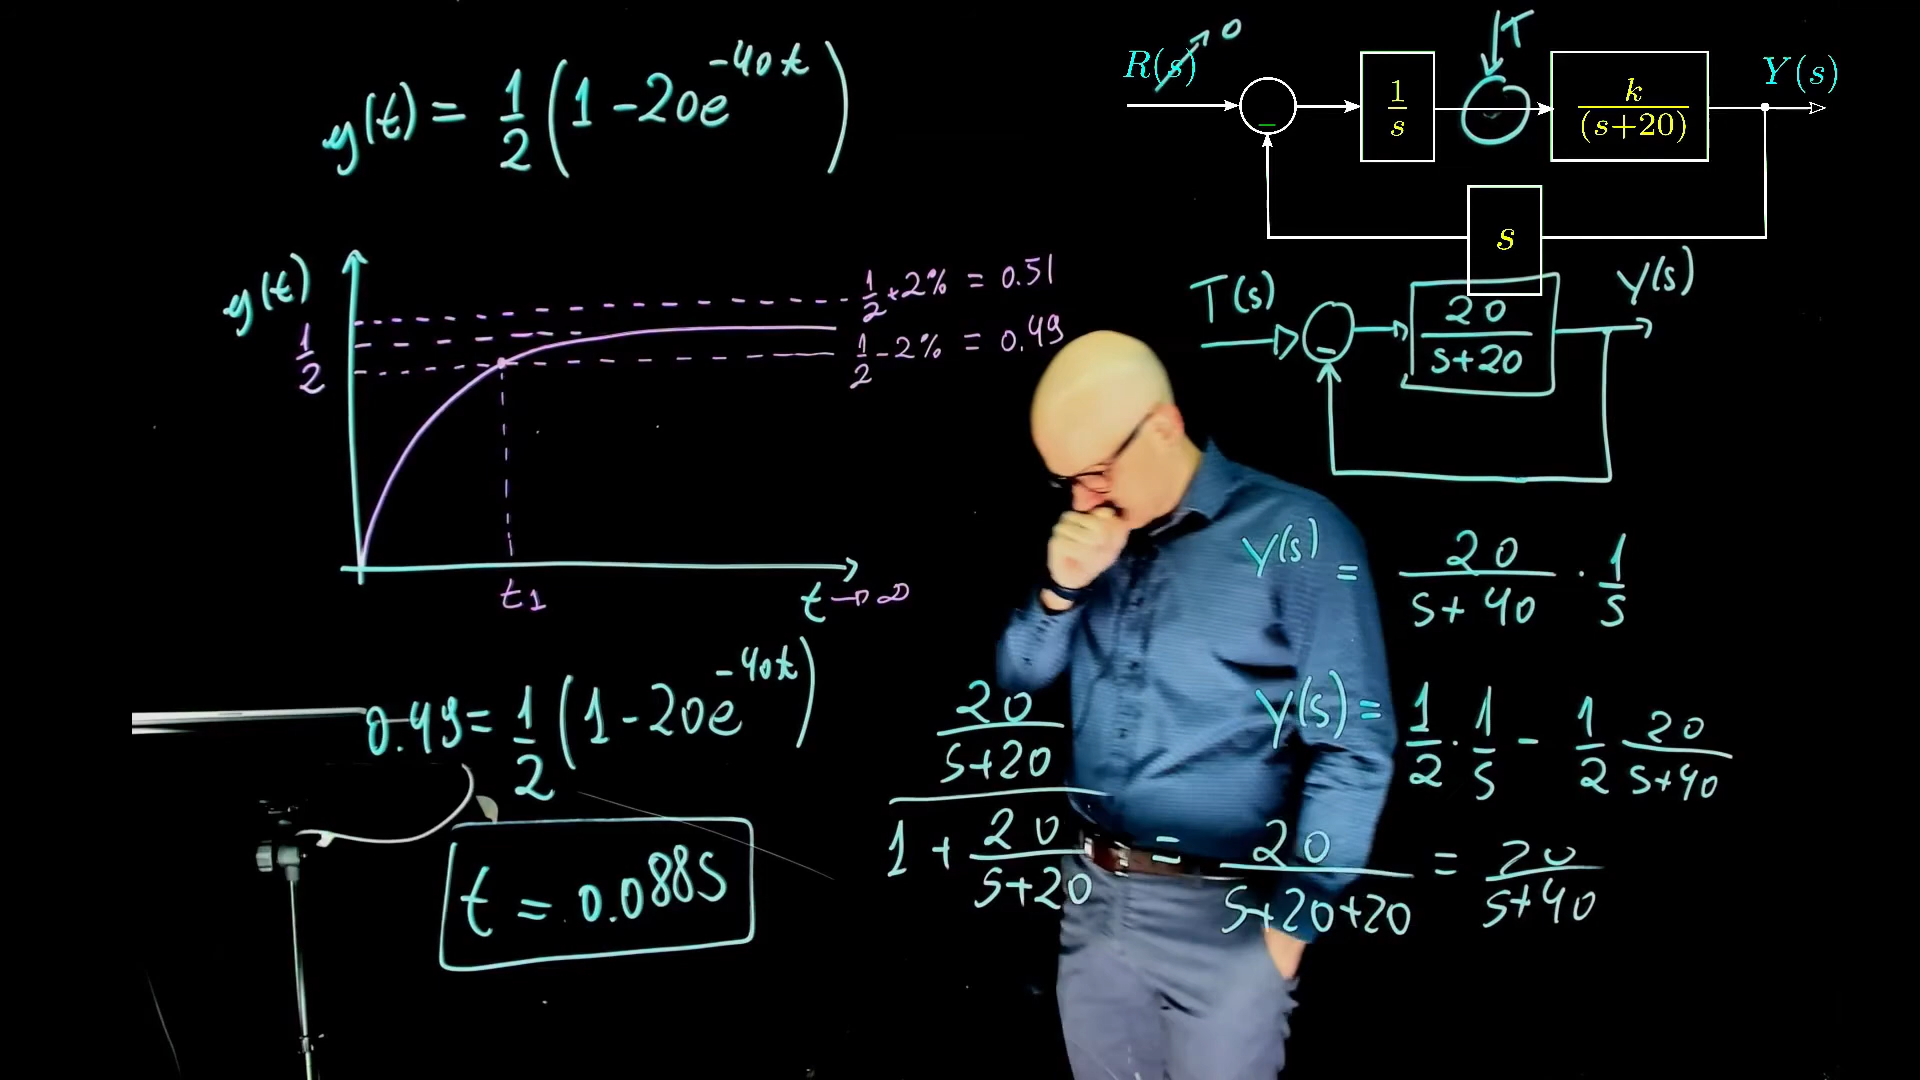 y(t) = 1/2 (1 - 20e^-40t)
R(s) 0
1/s
T
k/(s+20)
Y(s)
-
s
y(t)
1/2
1/2 + 2% = 0.51
1/2 - 2% = 0.49
t1
t → ∞
T(s)
-
20/(s+20)
Y(s)
Y(s) = 20/(s+40) · 1/s
Y(s) = 1/2 · 1/s - 1/2 20/(s+40)
0.49 = 1/2 (1 - 20e^-40t)
t = 0.088s
20/(s+20) / (1 + 20/(s+20)) = 20/(s+20+20) = 20/(s+40)